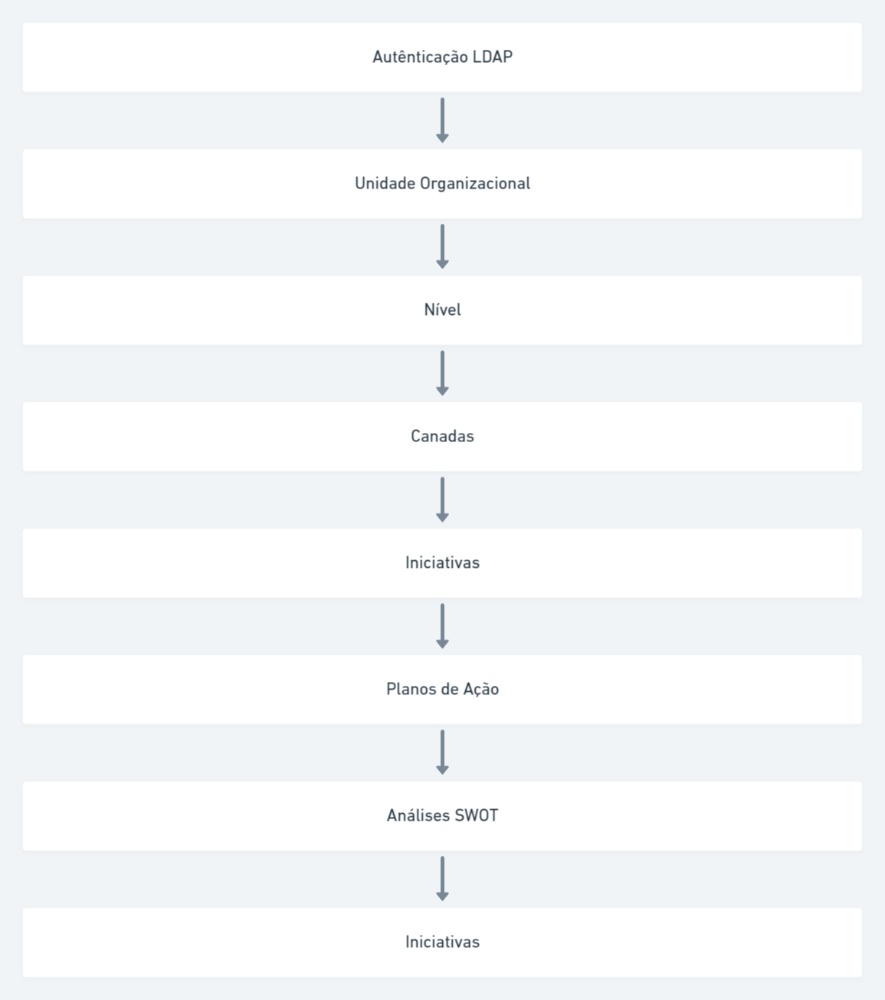 Autênticação LDAP
Unidade Organizacional
Nível
Canadas
Iniciativas
Planos de Ação
Análises SWOT
Iniciativas